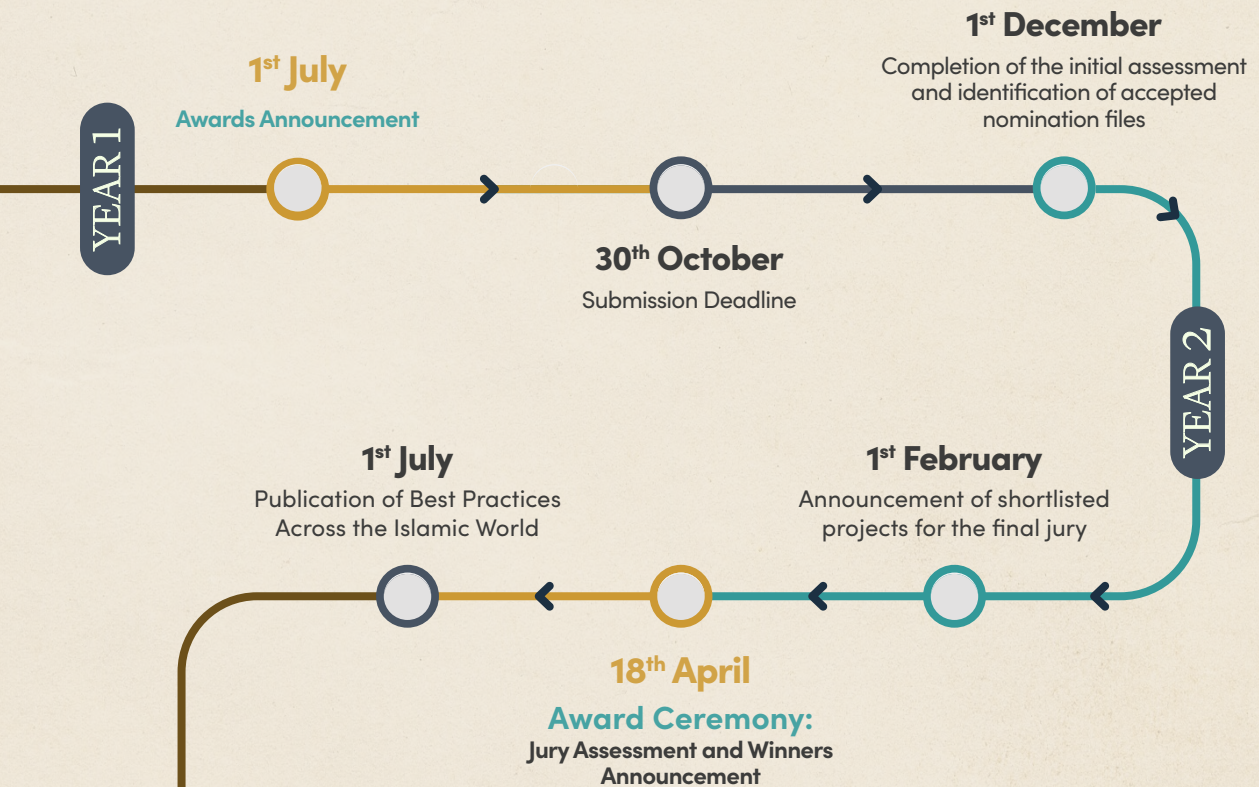 YEAR 1
1st July
Awards Announcement
30th October
Submission Deadline
1st December
Completion of the initial assessment
and identification of accepted
nomination files
YEAR 2
1st February
Announcement of shortlisted
projects for the final jury
18th April
Award Ceremony:
Jury Assessment and Winners
Announcement
1st July
Publication of Best Practices
Across the Islamic World